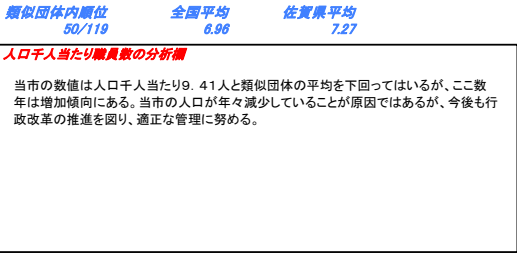 類似団体内順位 全国平均 佐賀県平均
50/119 6.96 7.27
人口千人当たり職員数の分析欄
当市の数値は人口千人当たり9．41人と類似団体の平均を下回ってはいるが、ここ数
年は増加傾向にある。当市の人口が年々減少していることが原因ではあるが、今後も行
政改革の推進を図り、適正な管理に努める。